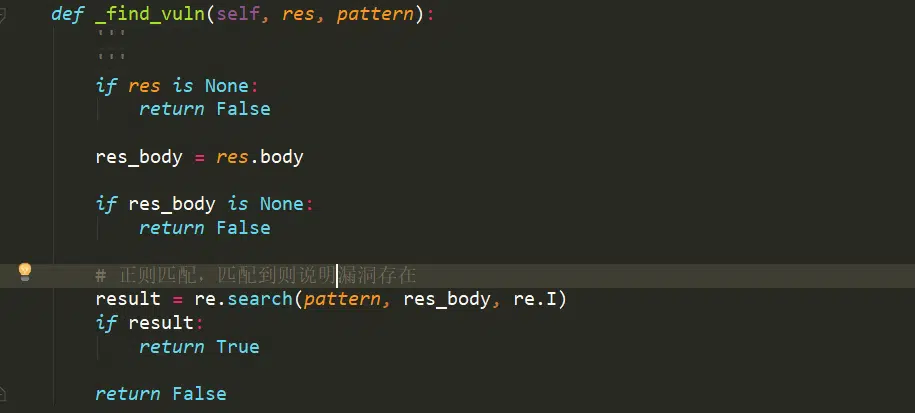 def _find_vuln(self, res, pattern):
'''
'''
if res is None:
return False
res_body = res.body
if res_body is None:
return False
# 正则匹配，匹配到则说明漏洞存在
result = re.search(pattern, res_body, re.I)
if result:
return True
return False